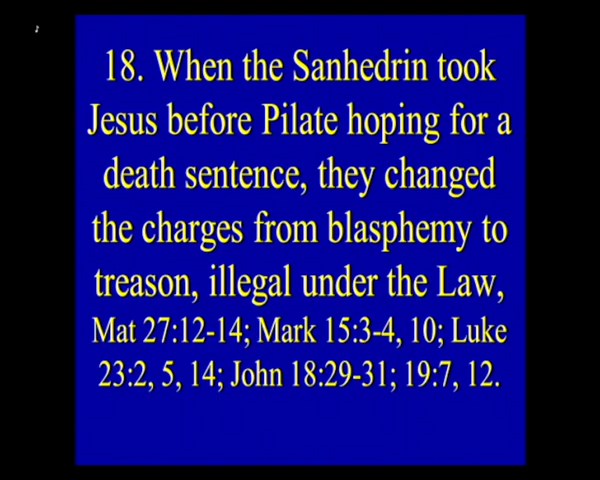 18. When the Sanhedrin took
Jesus before Pilate hoping for a
death sentence, they changed
the charges from blasphemy to
treason, illegal under the Law,
Mat 27:12-14; Mark 15:3-4, 10; Luke
23:2, 5, 14; John 18:29-31; 19:7, 12.